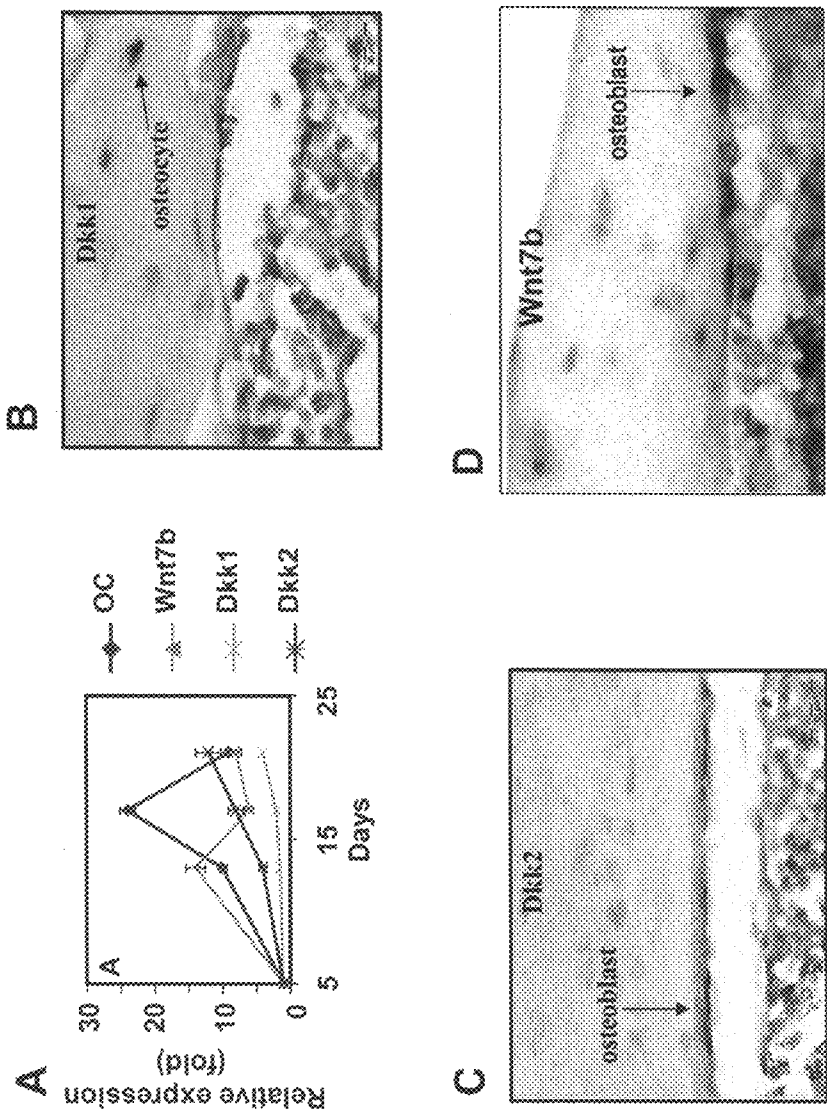 A
Relative expression
(fold)
A
30
20
10
0
5
15
25
Days
OC
Wnt7b
Dkk1
Dkk2
B
Dkk1
osteocyte
C
Dkk2
osteoblast
D
Wnt7b
osteoblast